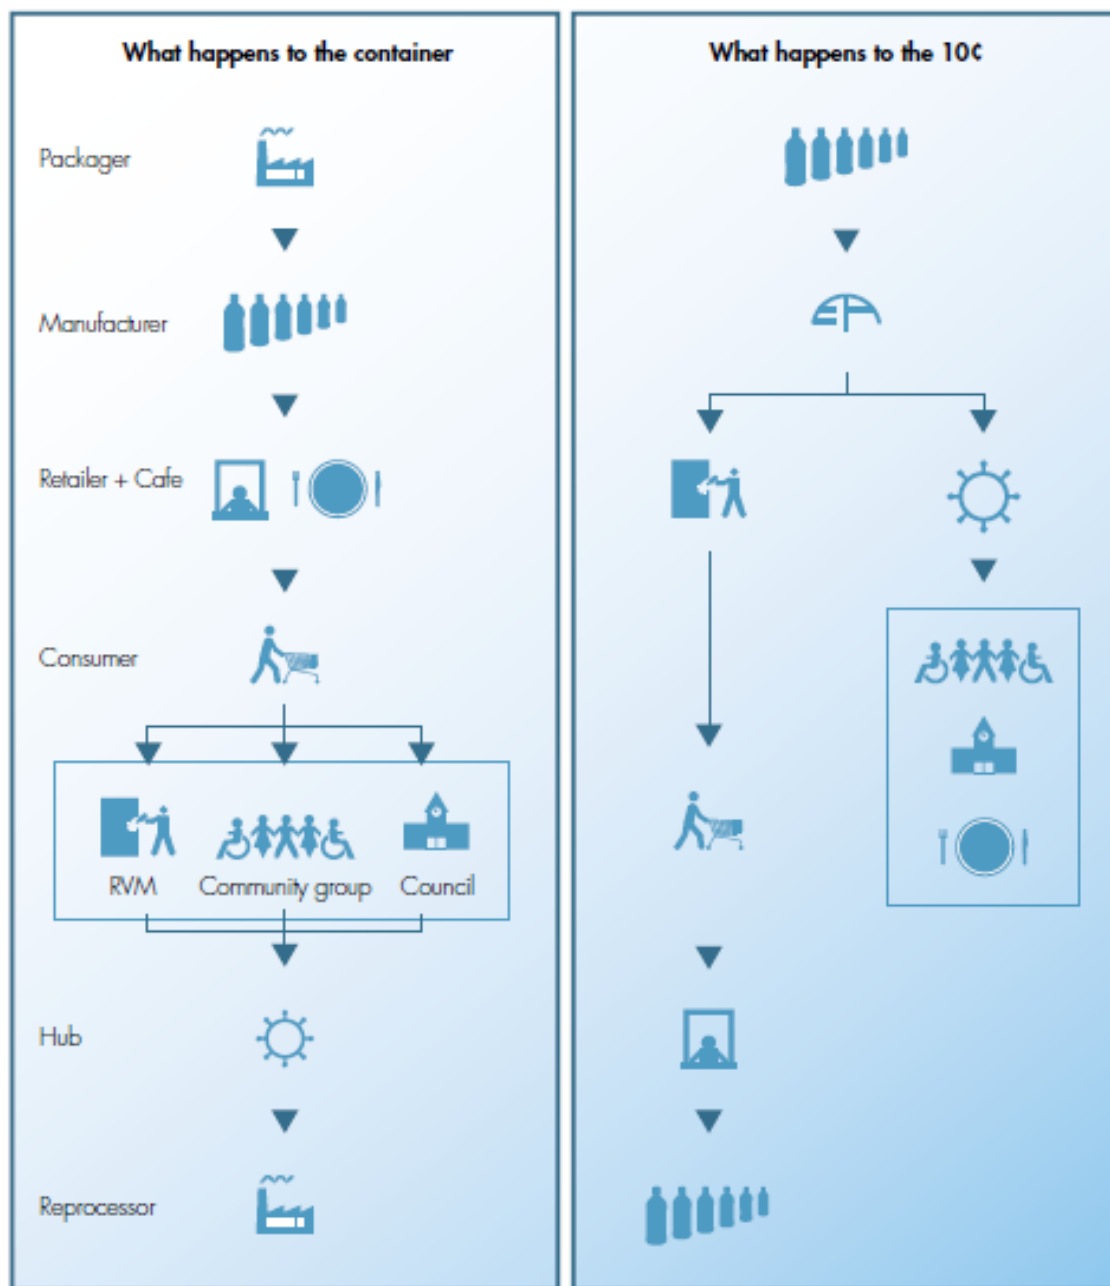 What happens to the container
Packager
Manufacturer
Retailer + Cafe
Consumer
RVM Community group Council
Hub
Reprocessor
What happens to the 10¢